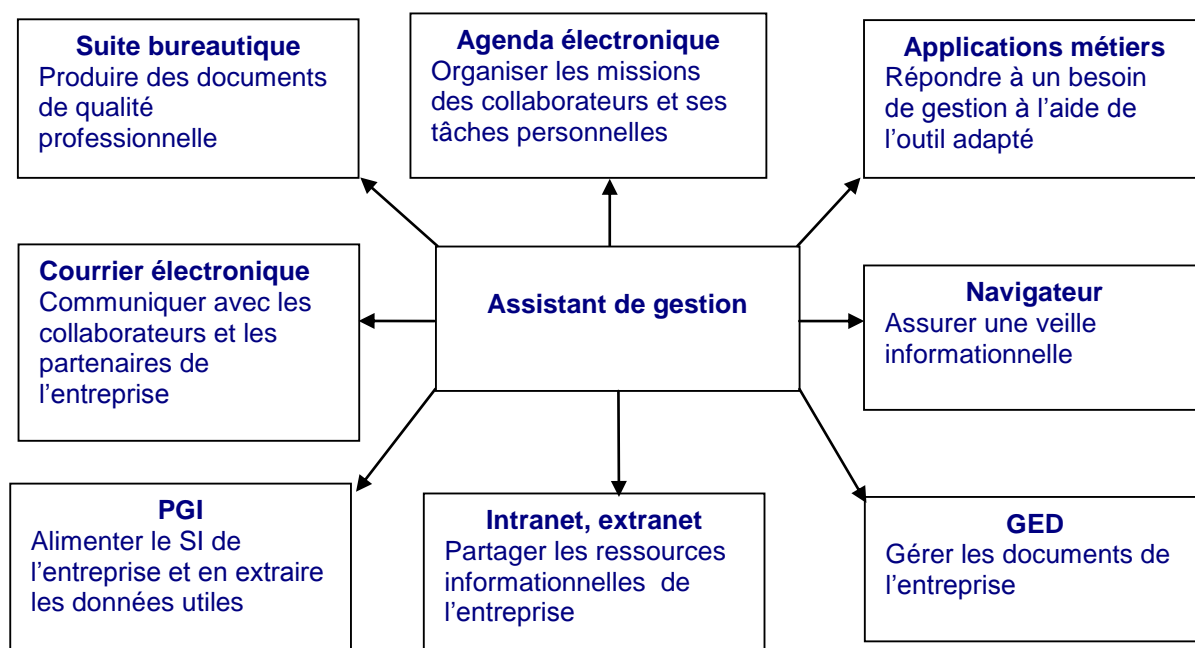 Suite bureautique
Produire des documents
de qualité
professionnelle
Agenda électronique
Organiser les missions
des collaborateurs et ses
tâches personnelles
Applications métiers
Répondre à un besoin
de gestion à l’aide de
l’outil adapté
Courrier électronique
Communiquer avec les
collaborateurs et les
partenaires de
l’entreprise
Assistant de gestion
Navigateur
Assurer une veille
informationnelle
PGI
Alimenter le SI de
l’entreprise et en extraire
les données utiles
Intranet, extranet
Partager les ressources
informationnelles de
l’entreprise
GED
Gérer les documents de
l’entreprise